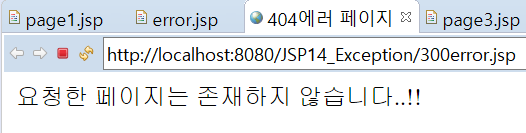 page1.jsp error.jsp 404에러 페이지 page3.jsp
http://localhost:8080/JSP14_Exception/300error.jsp
요청한 페이지는 존재하지 않습니다..!!